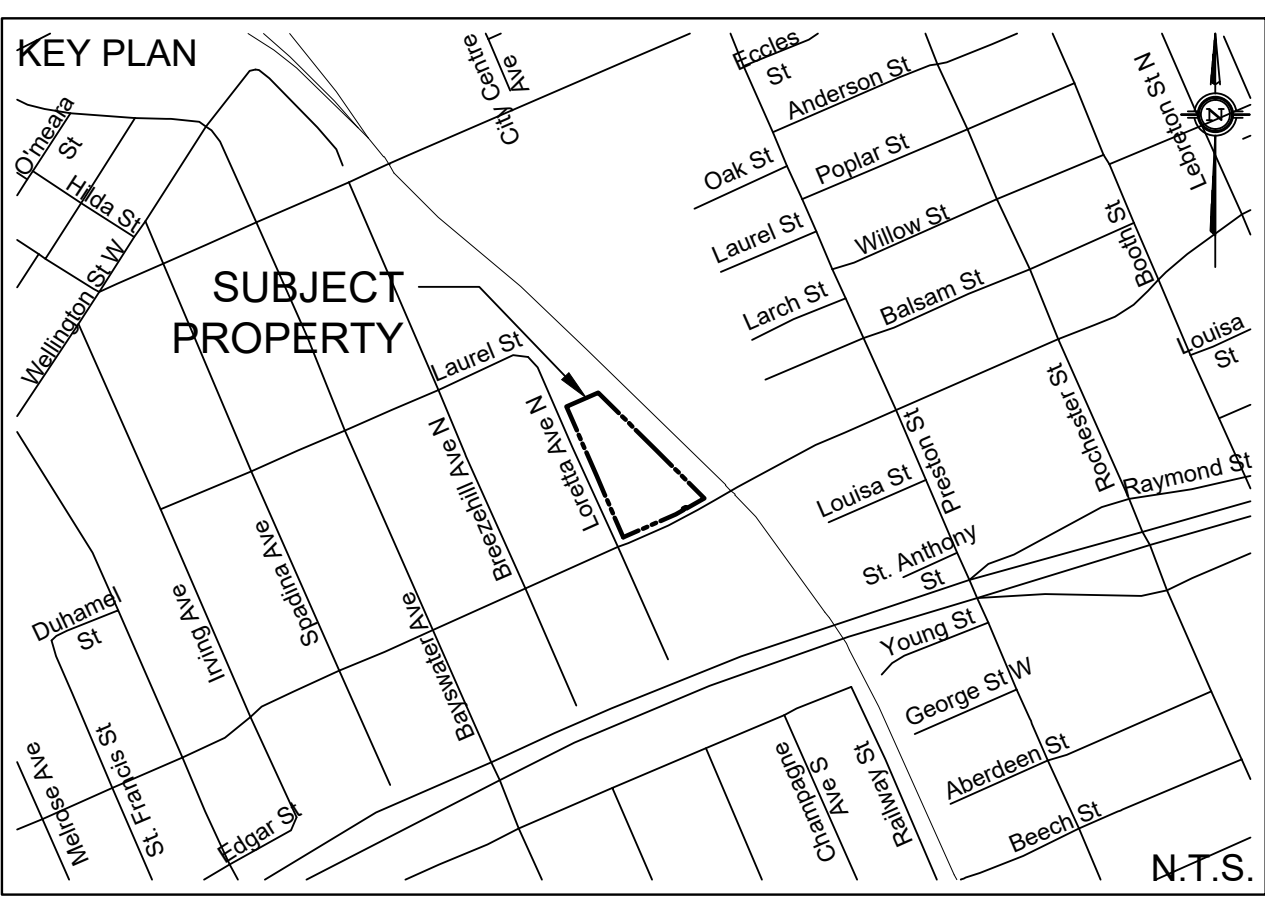 KEY PLAN
City Centre
Ave
Eccles
St
Anderson St
Lebreton St N
N
O'meara
St
Oak St
Poplar St
Hilda St
Laurel St
Willow St
Booth St
Wellington St W
SUBJECT
PROPERTY
Larch St
Balsam St
Laurel St
Louisa
St
Loretta Ave N
Breezehill Ave N
Preston St
Rochester St
Louisa St
Raymond St
Spadina Ave
St. Anthony
St
Duhamel
St
Irving Ave
Bayswater Ave
Young St
George St W
St. Francis St
Melrose Ave
Champagne
Ave S
Railway St
Aberdeen St
Edgar St
Beech St
N.T.S.